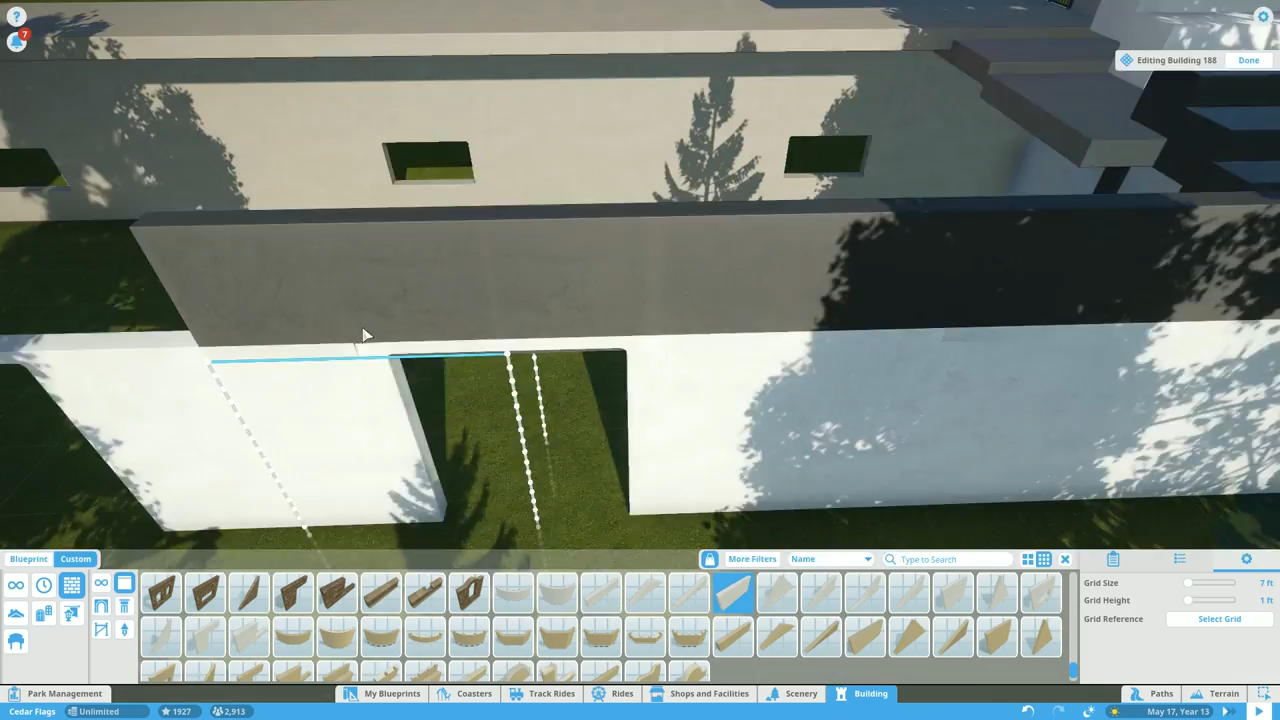 ?
7
Editing Building 188 Done
Blueprint Custom
More Filters Name Type to Search
Grid Size 7 ft
Grid Height 1 ft
Grid Reference Select Grid
Park Management My Blueprints Coasters Track Rides Rides Shops and Facilities Scenery Building Paths Terrain
Cedar Flags Unlimited 1927 2,913 May 17, Year 13